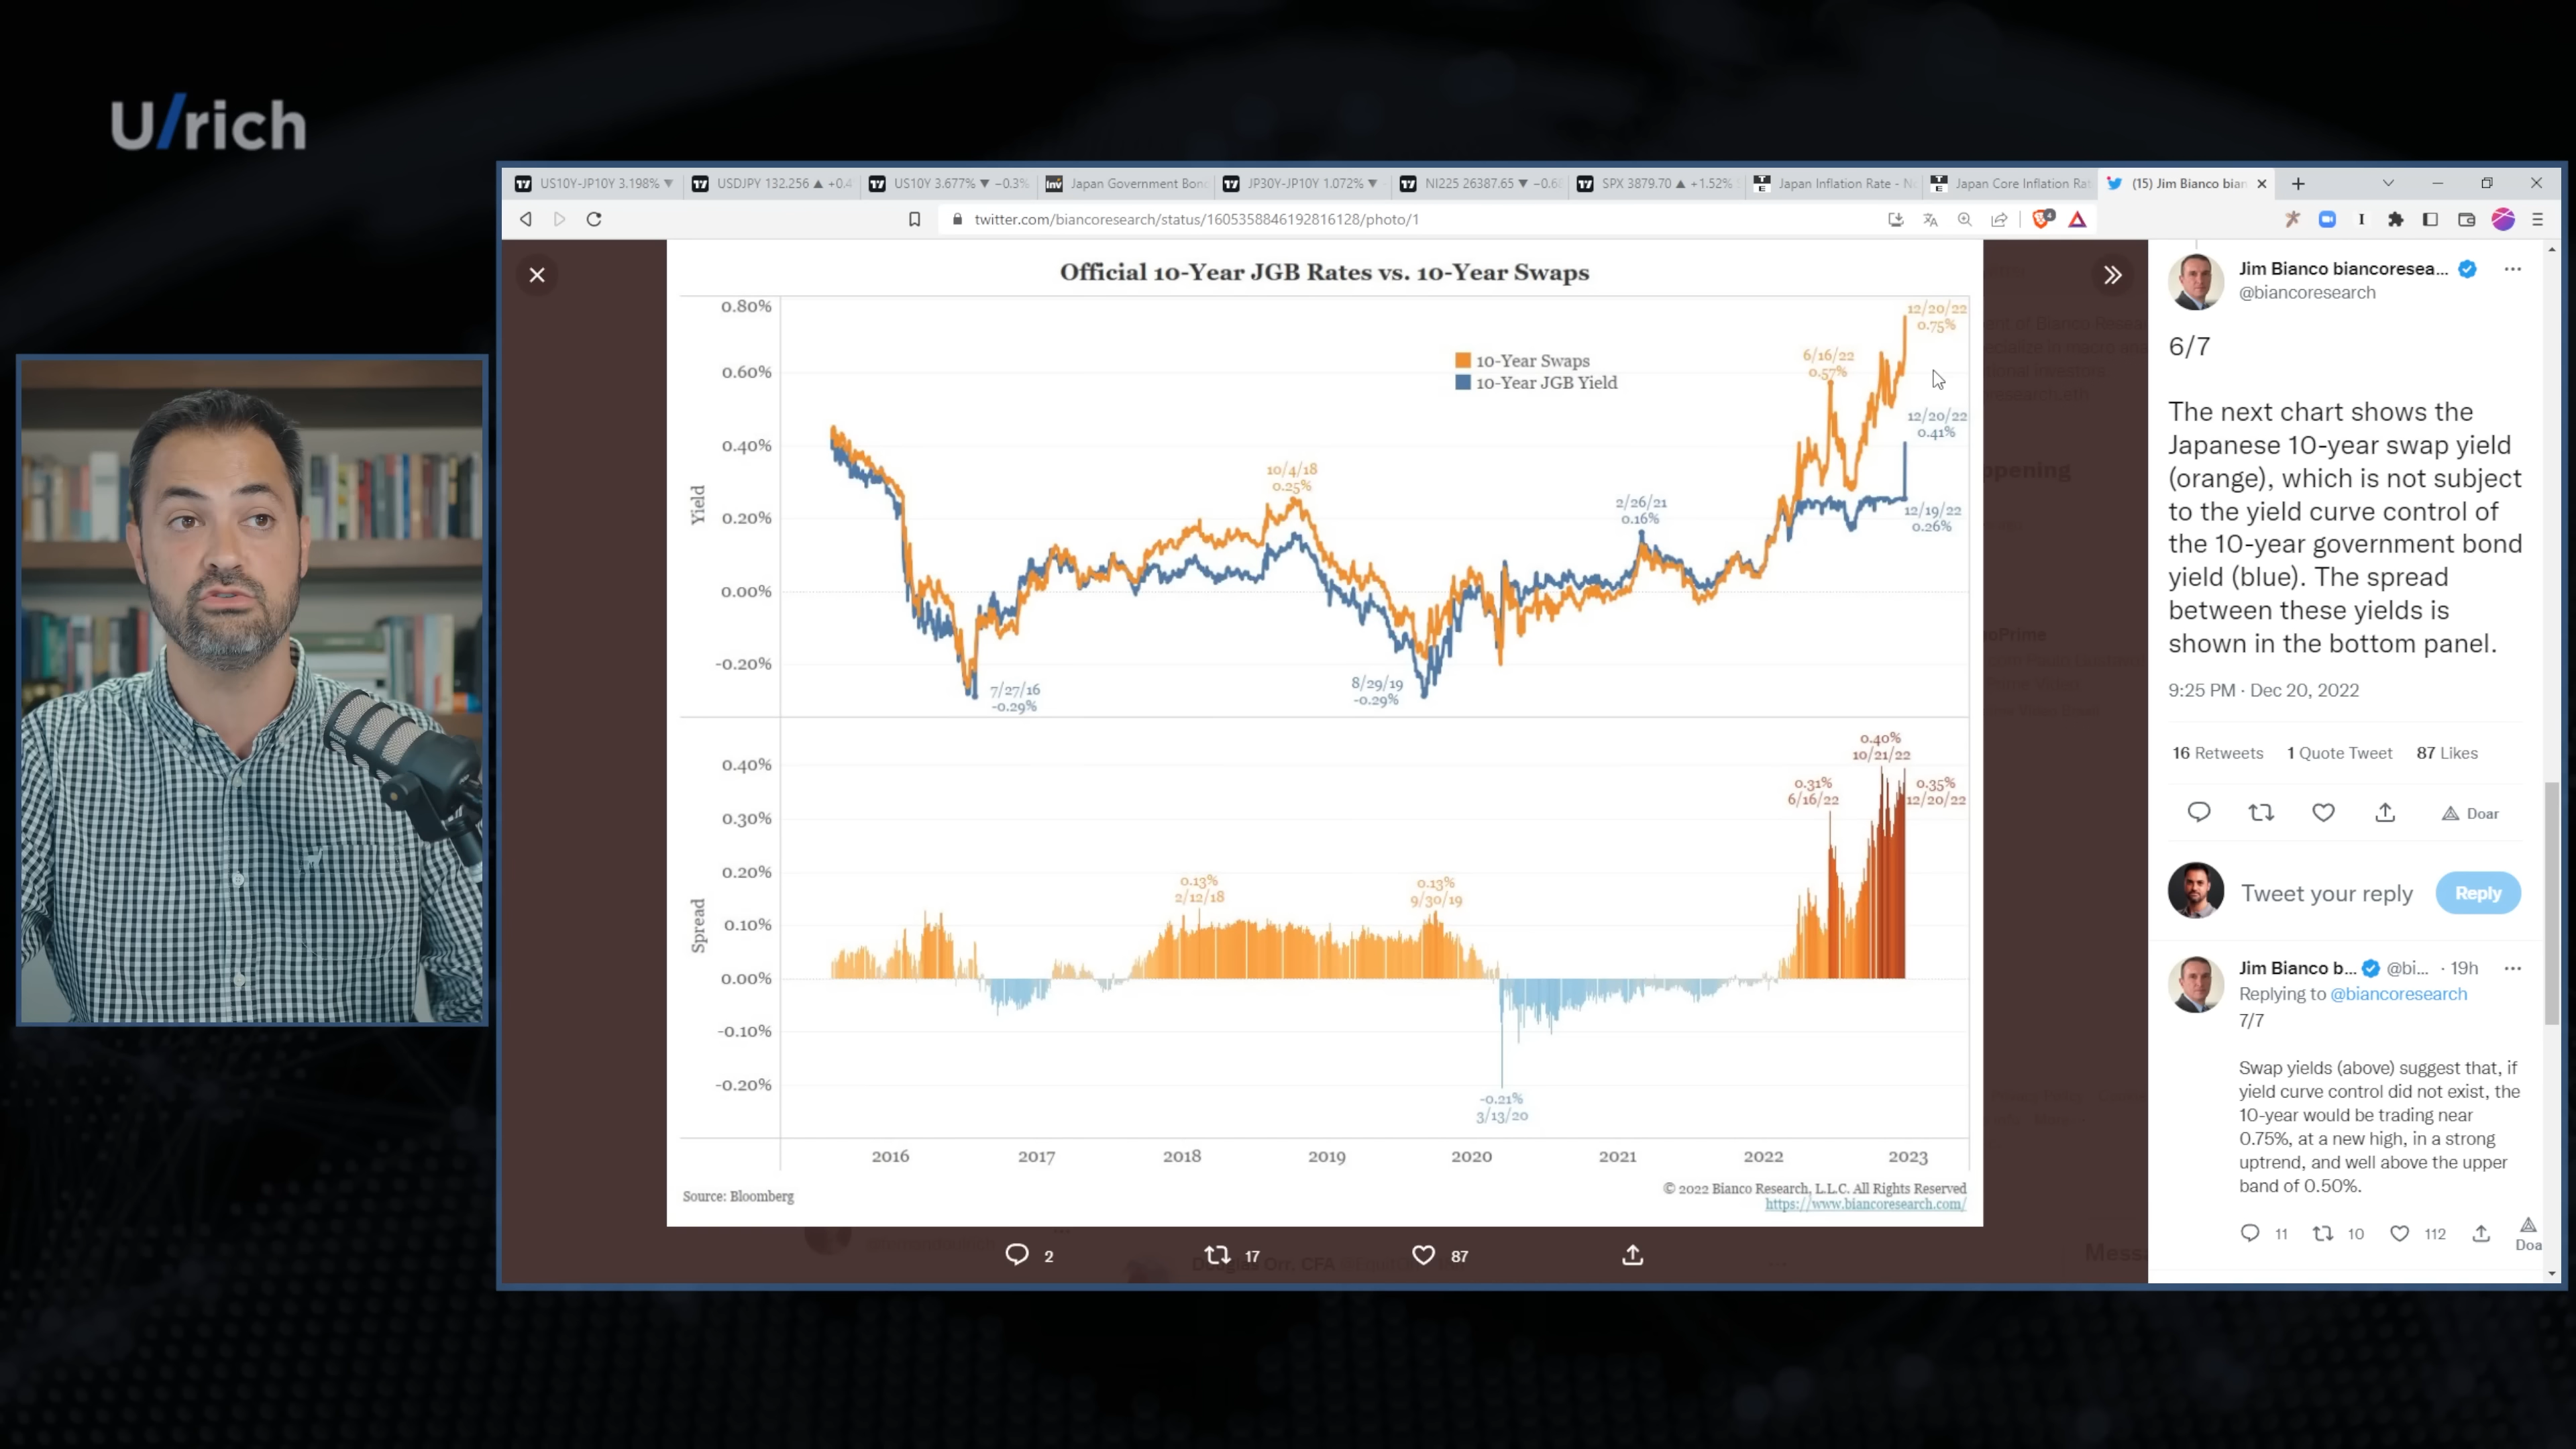 U/rich
US10Y-JP10Y 3.198% ▼
USDJPY 132.256 ▲ +0.4
US10Y 3.677% ▼ −0.3%
Japan Government Bon
JP30Y-JP10Y 1.072% ▼
NI225 26387.65 ▼ −0.6
SPX 3879.70 ▲ +1.52%
Japan Inflation Rate - N
Japan Core Inflation Rat
(15) Jim Bianco bian
twitter.com/biancoresearch/status/1605358846192816128/photo/1
Official 10-Year JGB Rates vs. 10-Year Swaps
10-Year Swaps
10-Year JGB Yield
Yield
0.80%
0.60%
0.40%
0.20%
0.00%
-0.20%
12/20/22
0.75%
6/16/22
0.57%
12/20/22
0.41%
10/4/18
0.25%
2/26/21
0.16%
12/19/22
0.26%
7/27/16
-0.29%
8/29/19
-0.29%
Spread
0.40%
0.30%
0.20%
0.10%
0.00%
-0.10%
-0.20%
0.40%
10/21/22
0.31%
6/16/22
0.35%
12/20/22
0.13%
2/12/18
0.13%
9/30/19
-0.21%
3/13/20
2016 2017 2018 2019 2020 2021 2022 2023
Source: Bloomberg
© 2022 Bianco Research, L.L.C. All Rights Reserved
https://www.biancoresearch.com/
2 17 87
Jim Bianco biancoresea...
@biancoresearch
6/7
The next chart shows the
Japanese 10-year swap yield
(orange), which is not subject
to the yield curve control of
the 10-year government bond
yield (blue). The spread
between these yields is
shown in the bottom panel.
9:25 PM · Dec 20, 2022
16 Retweets 1 Quote Tweet 87 Likes
Doar
Tweet your reply
Reply
Jim Bianco b... @bi... · 19h
Replying to @biancoresearch
7/7
Swap yields (above) suggest that, if
yield curve control did not exist, the
10-year would be trading near
0.75%, at a new high, in a strong
uptrend, and well above the upper
band of 0.50%.
11 10 112
Doa